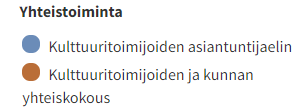 Yhteistoiminta
Kulttuuritoimijoiden asiantuntijaelin
Kulttuuritoimijoiden ja kunnan
yhteiskokous